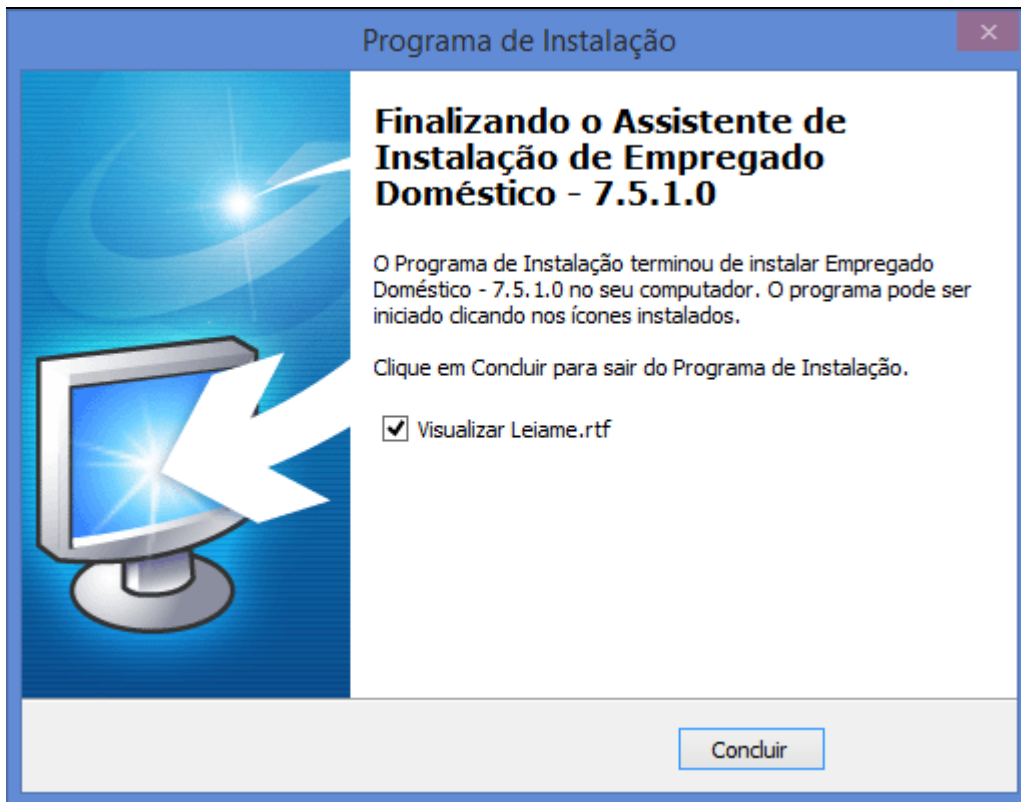 Programa de Instalação
Finalizando o Assistente de
Instalação de Empregado
Doméstico - 7.5.1.0
O Programa de Instalação terminou de instalar Empregado
Doméstico - 7.5.1.0 no seu computador. O programa pode ser
iniciado clicando nos ícones instalados.
Clique em Concluir para sair do Programa de Instalação.
Visualizar Leiame.rtf
Concluir